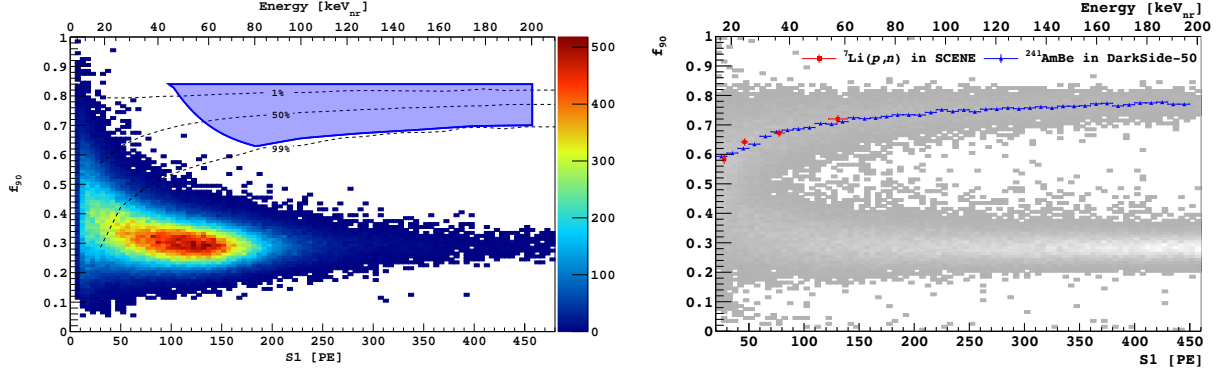 Energy [keVnr]
0 20 40 60 80 100 120 140 160 180 200
f90
1
0.9
0.8
0.7
0.6
0.5
0.4
0.3
0.2
0.1
0
1%
50%
99%
500
400
300
200
100
0
0 50 100 150 200 250 300 350 400 450
S1 [PE]
Energy [keVnr]
20 40 60 80 100 120 140 160 180 200
f90
7Li(p,n) in SCENE 241AmBe in DarkSide-50
1
0.9
0.8
0.7
0.6
0.5
0.4
0.3
0.2
0.1
0
50 100 150 200 250 300 350 400 450
S1 [PE]